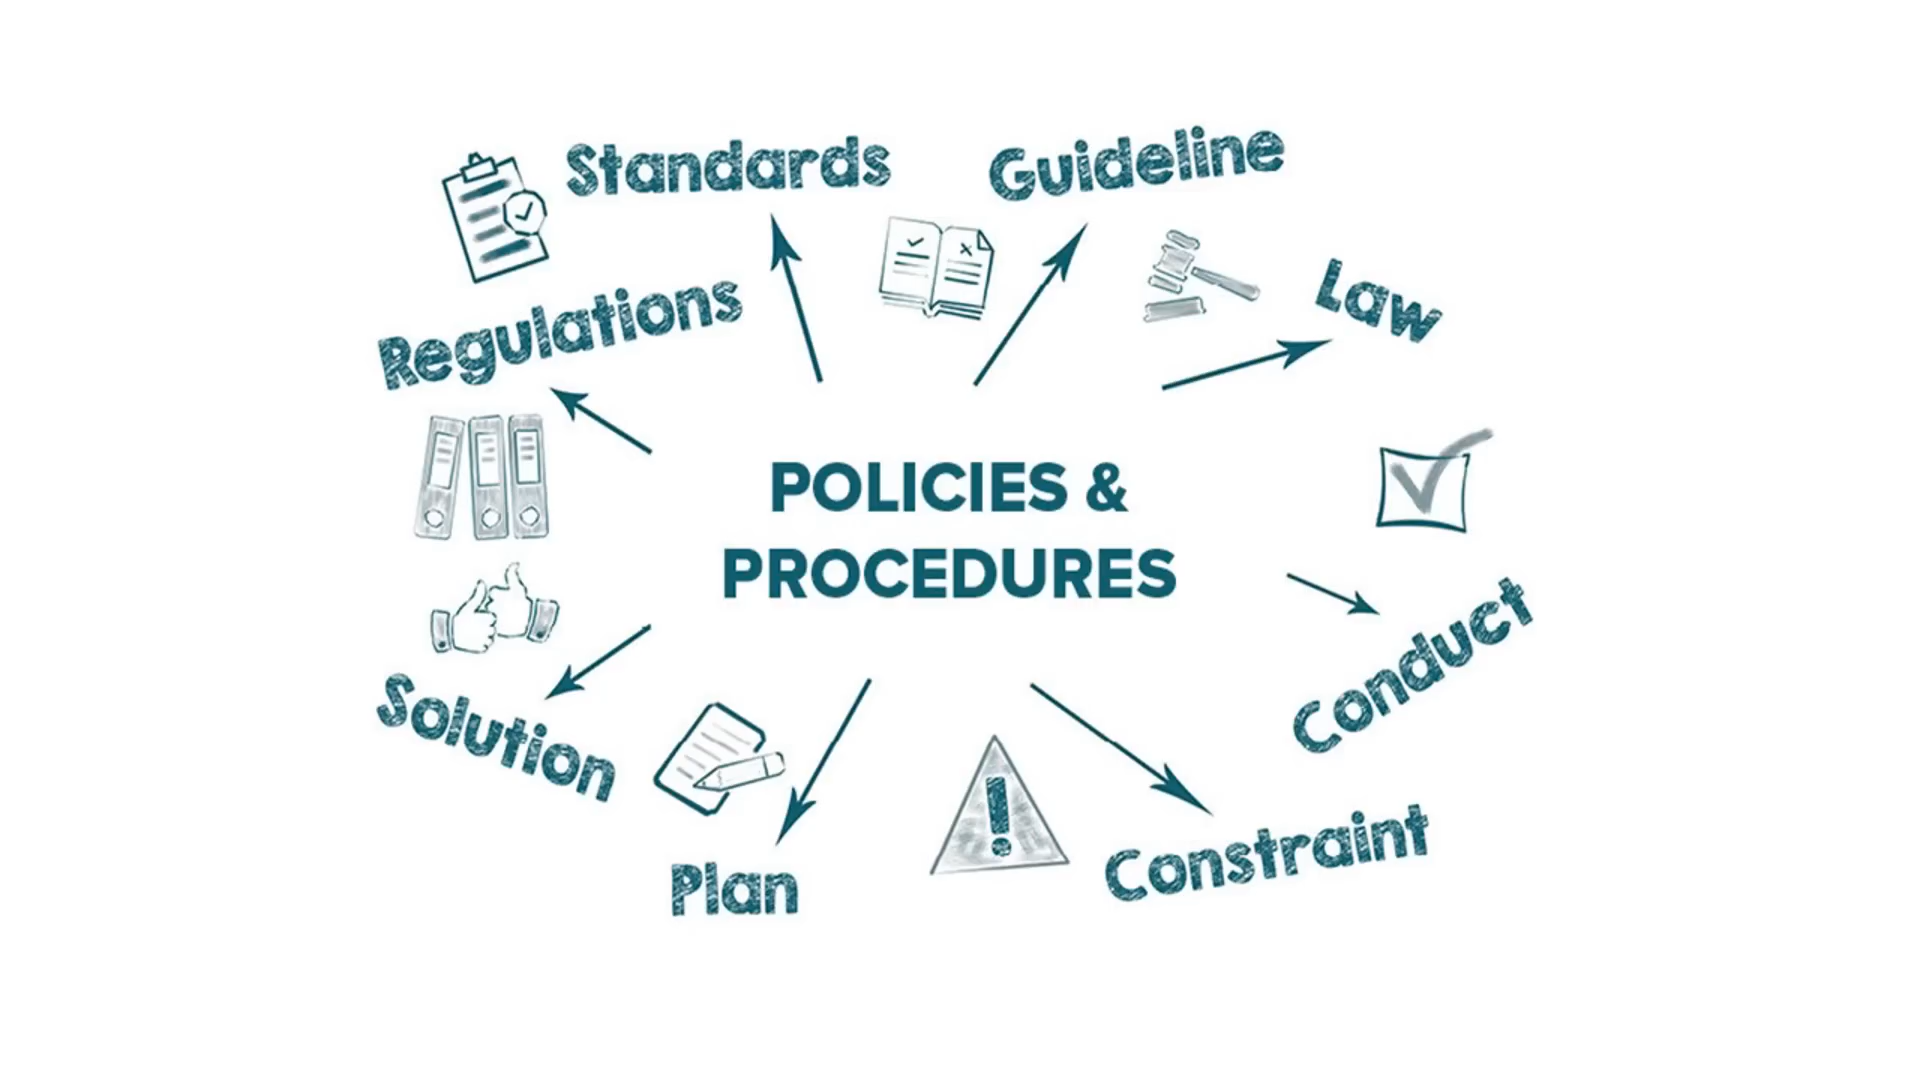 Standards
Guideline
Law
Regulations
POLICIES &
PROCEDURES
Conduct
Solution
Plan
Constraint